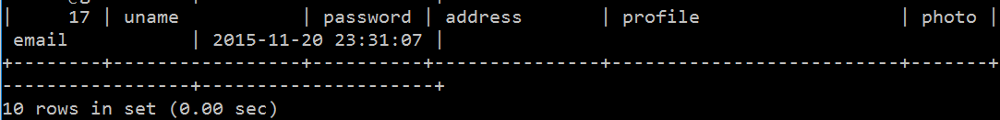 |     17 | uname           | password | address       | profile                 | photo |
 email           | 2015-11-20 23:31:07 |
+--------+-----------------+----------+---------------+-------------------------+-------+
-----------------+---------------------+
10 rows in set (0.00 sec)